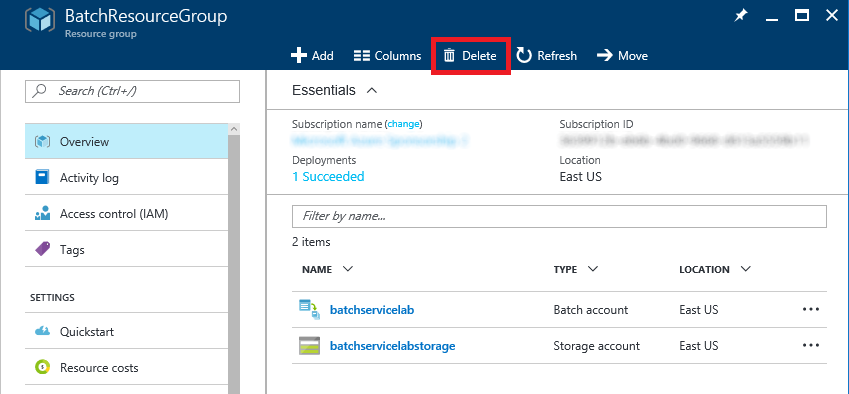 BatchResourceGroup
Resource group
Add Columns Delete Refresh Move
Search (Ctrl+/)
Overview
Activity log
Access control (IAM)
Tags
SETTINGS
Quickstart
Resource costs
Essentials
Subscription name (change) Subscription ID
Deployments Location
1 Succeeded East US
Filter by name...
2 items
NAME TYPE LOCATION
batchservicelab Batch account East US ...
batchservicelabstorage Storage account East US ...